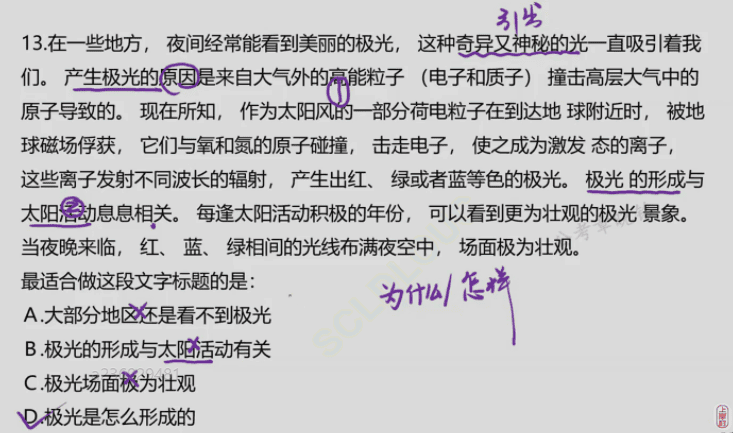 引出
13.在一些地方， 夜间经常能看到美丽的极光， 这种奇异又神秘的光一直吸引着我
们。 产生极光的原因是来自大气外的高能粒子 （电子和质子） 撞击高层大气中的
①
原子导致的。 现在所知， 作为太阳风的一部分荷电粒子在到达地 球附近时， 被地
球磁场俘获， 它们与氧和氮的原子碰撞， 击走电子， 使之成为激发 态的离子，
这些离子发射不同波长的辐射， 产生出红、 绿或者蓝等色的极光。 极光 的形成与
②
太阳活动息息相关。 每逢太阳活动积极的年份， 可以看到更为壮观的极光 景象。
当夜晚来临， 红、 蓝、 绿相间的光线布满夜空中， 场面极为壮观。
最适合做这段文字标题的是：
为什么/怎样
A.大部分地区还是看不到极光
B.极光的形成与太阳活动有关
C.极光场面极为壮观
D.极光是怎么形成的